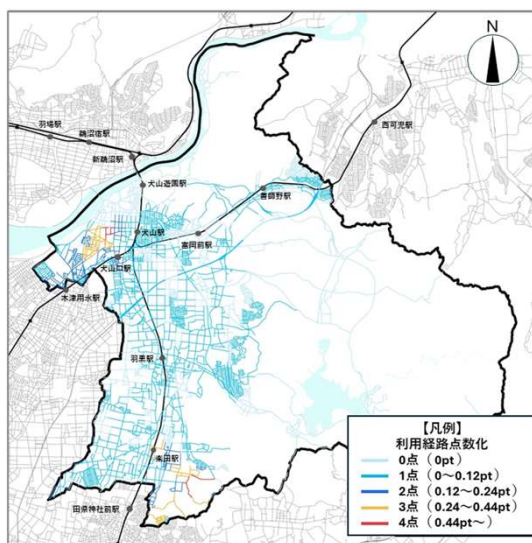 N
羽場駅
鵜沼宿駅
新鵜沼駅
西可児駅
犬山遊園駅
善師野駅
犬山駅
富岡前駅
犬山口駅
木津用水駅
羽黒駅
楽田駅
田県神社前駅
【凡例】
利用経路点数化
0点（0pt）
1点（0～0.12pt）
2点（0.12～0.24pt）
3点（0.24～0.44pt）
4点（0.44pt～）